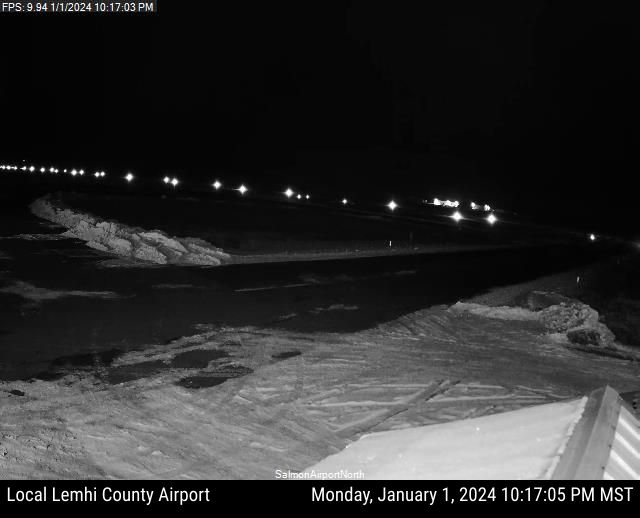 FPS: 9.94 1/1/2024 10:17:03 PM
SalmonAirportNorth
Local Lemhi County Airport
Monday, January 1, 2024 10:17:05 PM MST